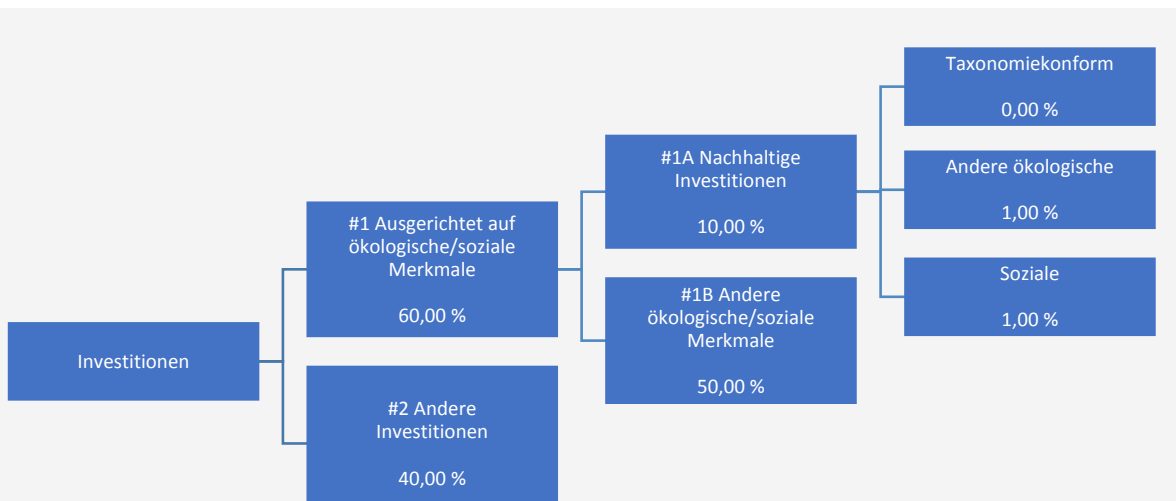 Investitionen
#1 Ausgerichtet auf
ökologische/soziale
Merkmale
60,00 %
#2 Andere
Investitionen
40,00 %
#1A Nachhaltige
Investitionen
10,00 %
#1B Andere
ökologische/soziale
Merkmale
50,00 %
Taxonomiekonform
0,00 %
Andere ökologische
1,00 %
Soziale
1,00 %